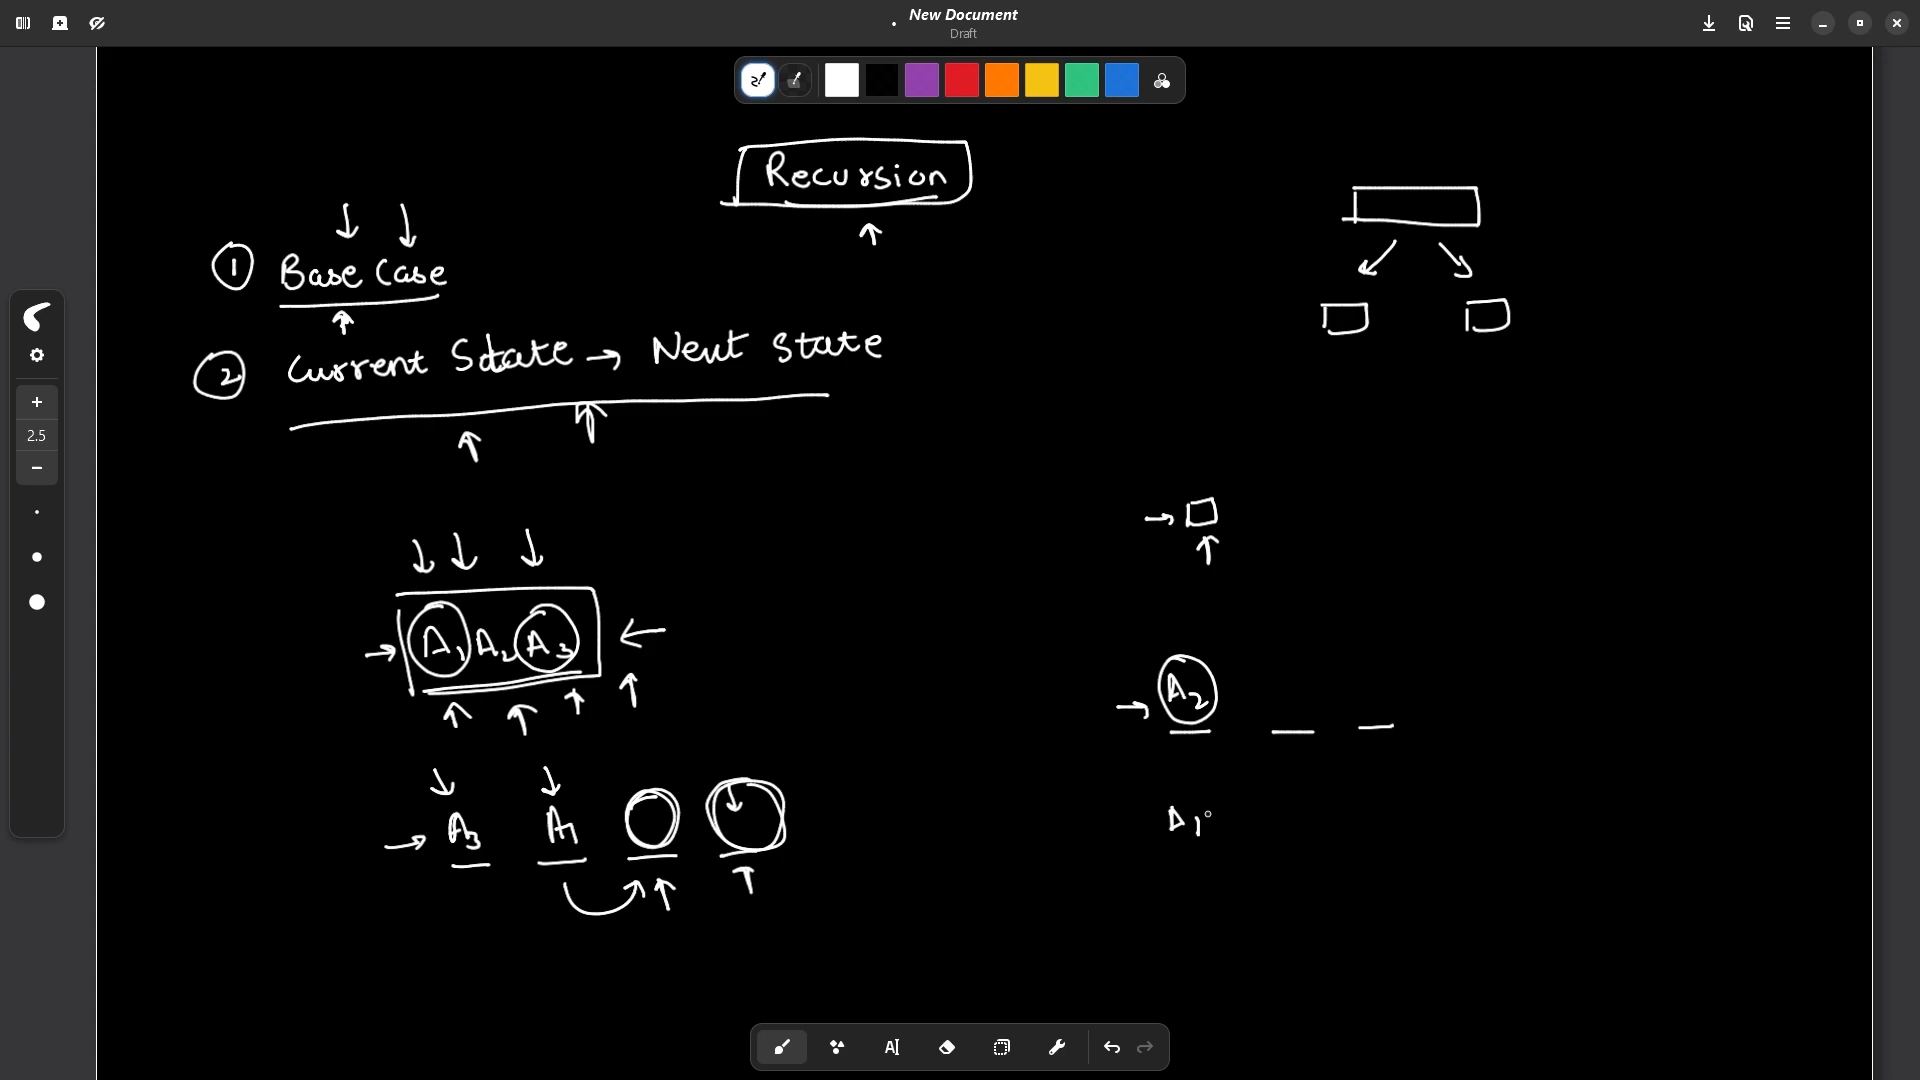 New Document
Draft
Recursion
1 Base Case
2 Current State → Next State
2.5
A1 A2 A3
A2
A3 A1
A1
A